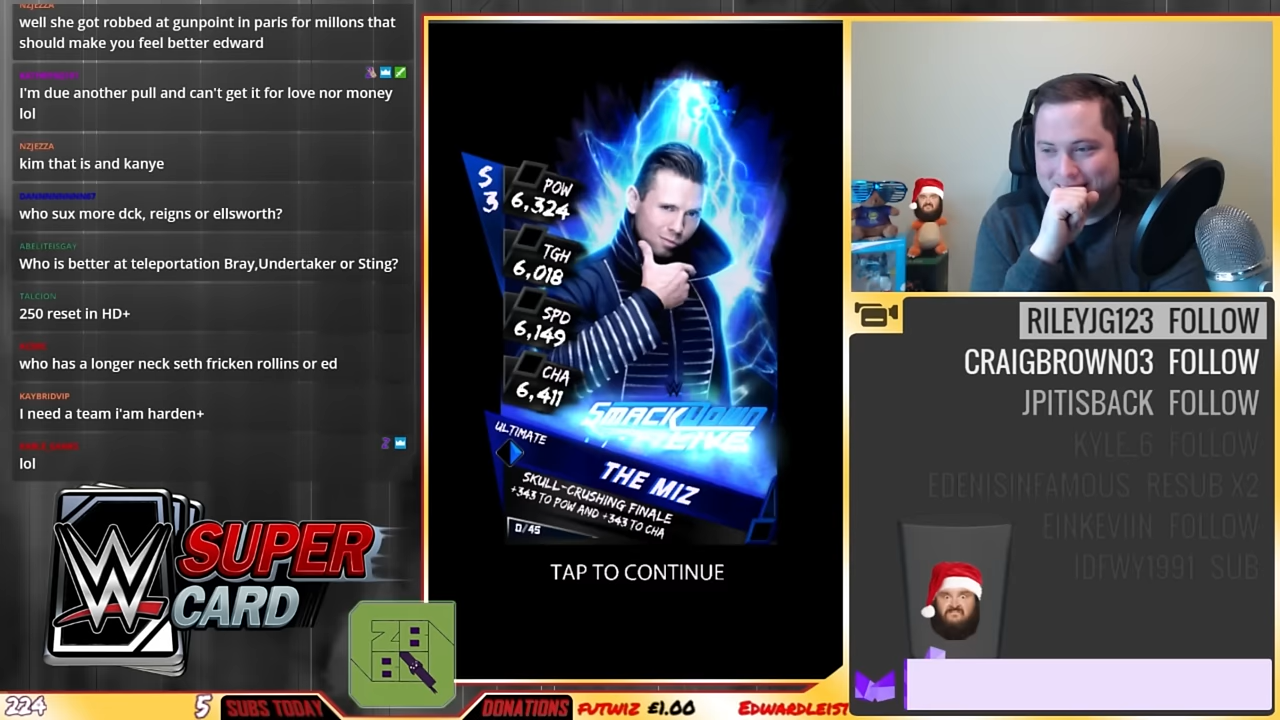 NZJEZZA
well she got robbed at gunpoint in paris for millons that
should make you feel better edward
I'm due another pull and can't get it for love nor money
lol
NZJEZZA
kim that is and kanye
who sux more dck, reigns or ellsworth?
ABELITEISGAY
Who is better at teleportation Bray,Undertaker or Sting?
TALCION
250 reset in HD+
who has a longer neck seth fricken rollins or ed
KAYBRIDVIP
I need a team i'am harden+
lol
W
SUPER
CARD
S
3
POW
6,324
TGH
6,018
SPD
6,149
CHA
6,411
SMACKDOWN
LIVE
ULTIMATE
THE MIZ
SKULL-CRUSHING FINALE
+343 TO POW AND +343 TO CHA
0/45
TAP TO CONTINUE
RILEYJG123 FOLLOW
CRAIGBROWN03 FOLLOW
JPITISBACK FOLLOW
KYLE_6 FOLLOW
EDENISINFAMOUS RESUB X2
EINKEVIIN FOLLOW
IDFWY1991 SUB
224
5 SUBS TODAY
DONATIONS FUTWIZ £1.00 EDWARDLEIST